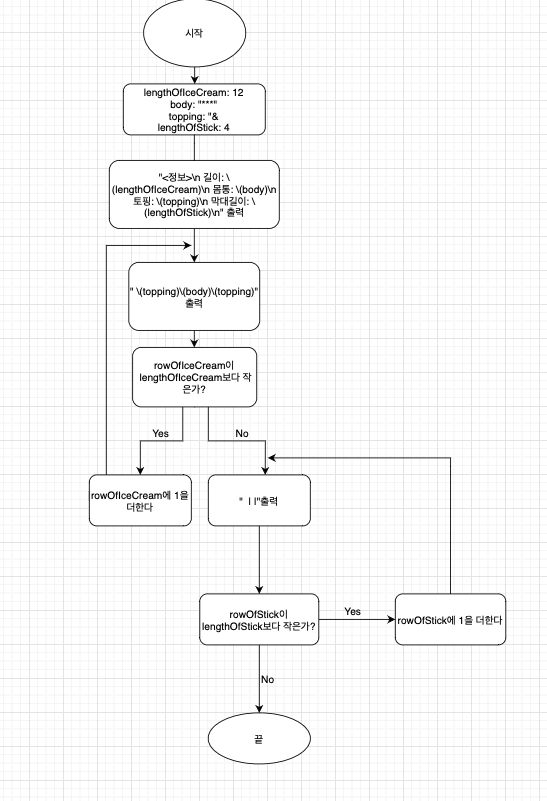 시작
lengthOfIceCream: 12
body: "***"
topping: "&
lengthOfStick: 4
"<정보>\n 길이: \
(lengthOfIceCream)\n 몸통: \(body)\n
토핑: \(topping)\n 막대길이: \
(lengthOfStick)\n" 출력
" \(topping)\(body)\(topping)"
출력
rowOfIceCream이
lengthOfIceCream보다 작
은가?
Yes
No
rowOfIceCream에 1을
더한다
" | |"출력
rowOfStick이
lengthOfStick보다 작은가?
Yes
rowOfStick에 1을 더한다
No
끝